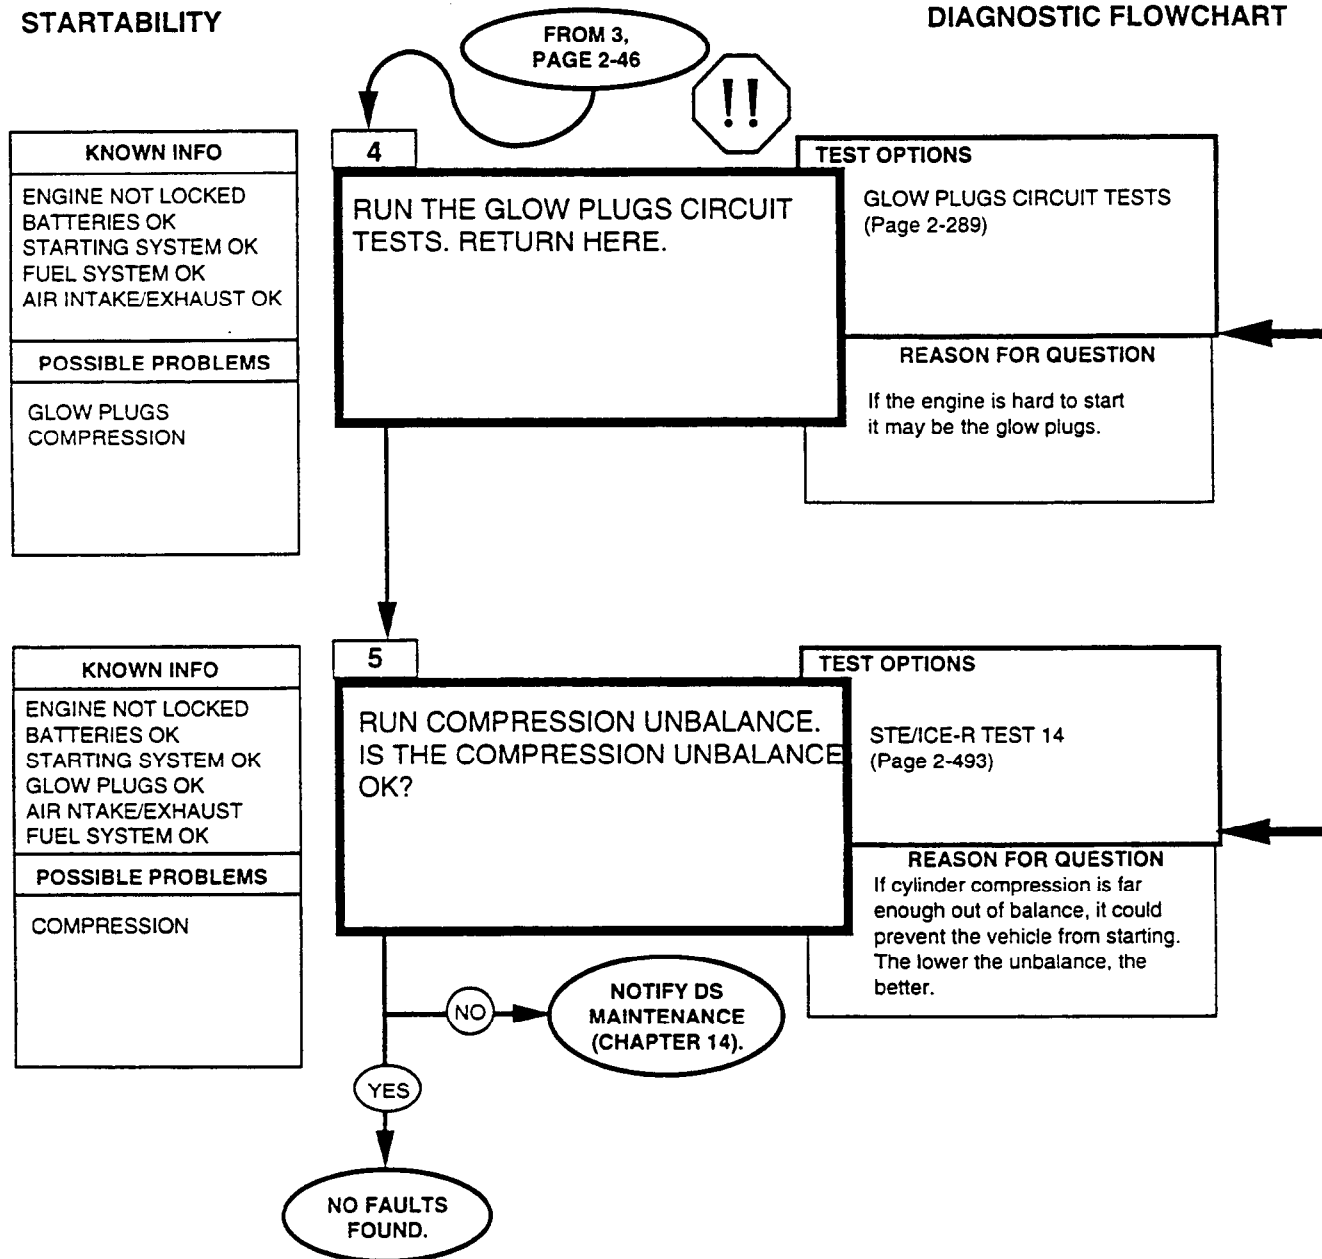 STARTABILITY
DIAGNOSTIC FLOWCHART
FROM 3,
PAGE 2-46
!!
KNOWN INFO
ENGINE NOT LOCKED
BATTERIES OK
STARTING SYSTEM OK
FUEL SYSTEM OK
AIR INTAKE/EXHAUST OK
POSSIBLE PROBLEMS
GLOW PLUGS
COMPRESSION
4
RUN THE GLOW PLUGS CIRCUIT
TESTS. RETURN HERE.
TEST OPTIONS
GLOW PLUGS CIRCUIT TESTS
(Page 2-289)
REASON FOR QUESTION
If the engine is hard to start
it may be the glow plugs.
KNOWN INFO
ENGINE NOT LOCKED
BATTERIES OK
STARTING SYSTEM OK
GLOW PLUGS OK
AIR NTAKE/EXHAUST
FUEL SYSTEM OK
POSSIBLE PROBLEMS
COMPRESSION
5
RUN COMPRESSION UNBALANCE.
IS THE COMPRESSION UNBALANCE
OK?
TEST OPTIONS
STE/ICE-R TEST 14
(Page 2-493)
REASON FOR QUESTION
If cylinder compression is far
enough out of balance, it could
prevent the vehicle from starting.
The lower the unbalance, the
better.
NO
NOTIFY DS
MAINTENANCE
(CHAPTER 14).
YES
NO FAULTS
FOUND.